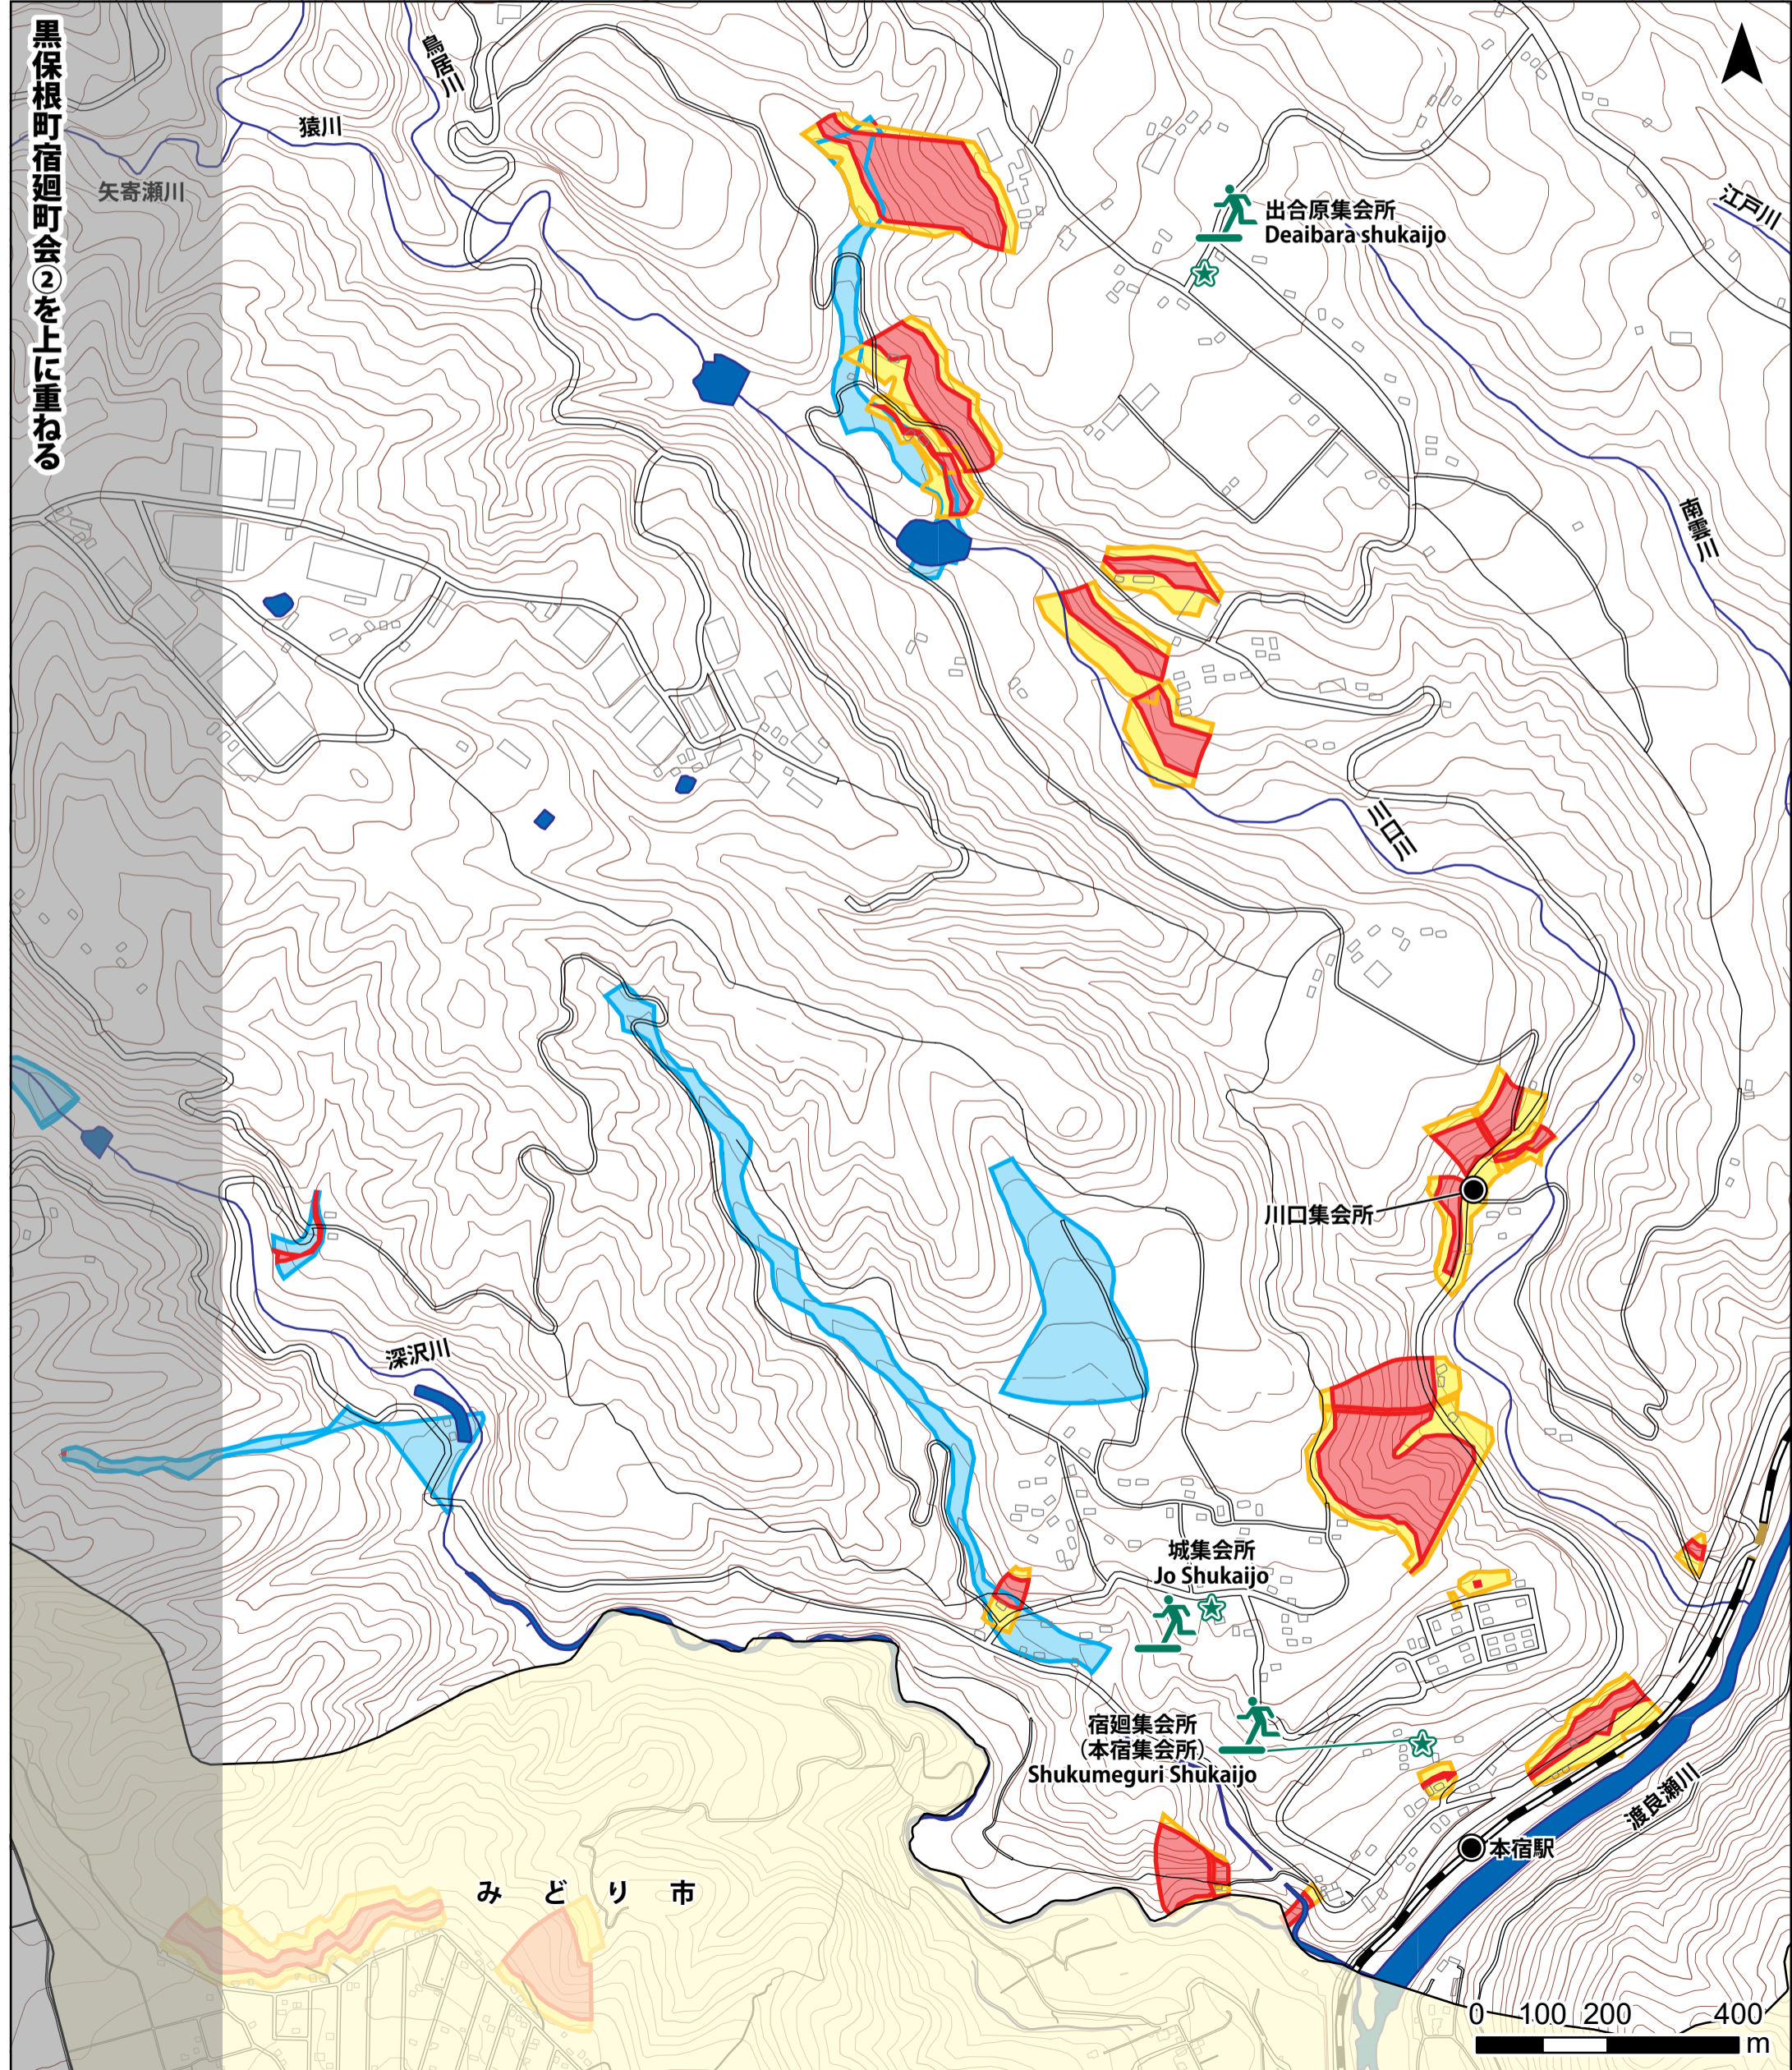 黒保根町宿廻町会②を上に重ねる
鳥居川
猿川
矢寄瀬川
江戸川
出合原集会所
Deaibara shukaijo
南雲川
川口川
川口集会所
深沢川
城集会所
Jo Shukaijo
宿廻集会所
（本宿集会所）
Shukumeguri Shukaijo
渡良瀬川
本宿駅
みどり市
0 100 200 400
m